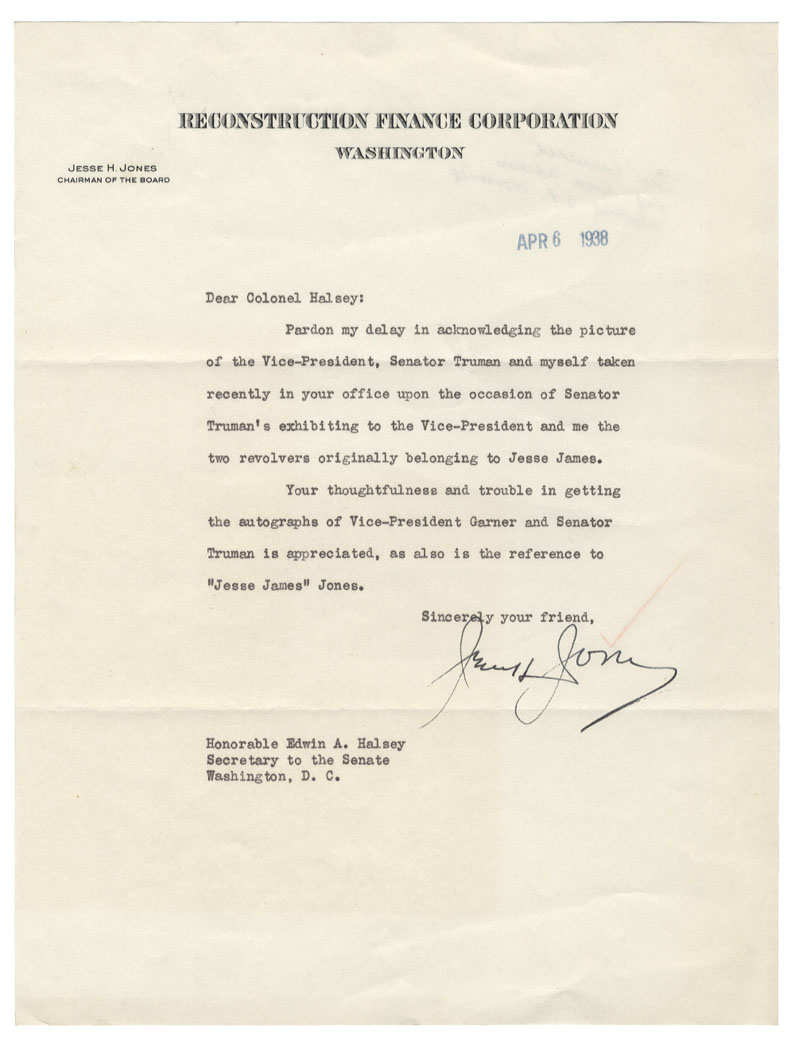 RECONSTRUCTION FINANCE CORPORATION
WASHINGTON
JESSE H. JONES
CHAIRMAN OF THE BOARD
APR 6 1938
Dear Colonel Halsey:
Pardon my delay in acknowledging the picture
of the Vice-President, Senator Truman and myself taken
recently in your office upon the occasion of Senator
Truman's exhibiting to the Vice-President and me the
two revolvers originally belonging to Jesse James.
Your thoughtfulness and trouble in getting
the autographs of Vice-President Garner and Senator
Truman is appreciated, as also is the reference to
"Jesse James" Jones.
Sincerely your friend,
Jesse H. Jones
Honorable Edwin A. Halsey
Secretary to the Senate
Washington, D. C.